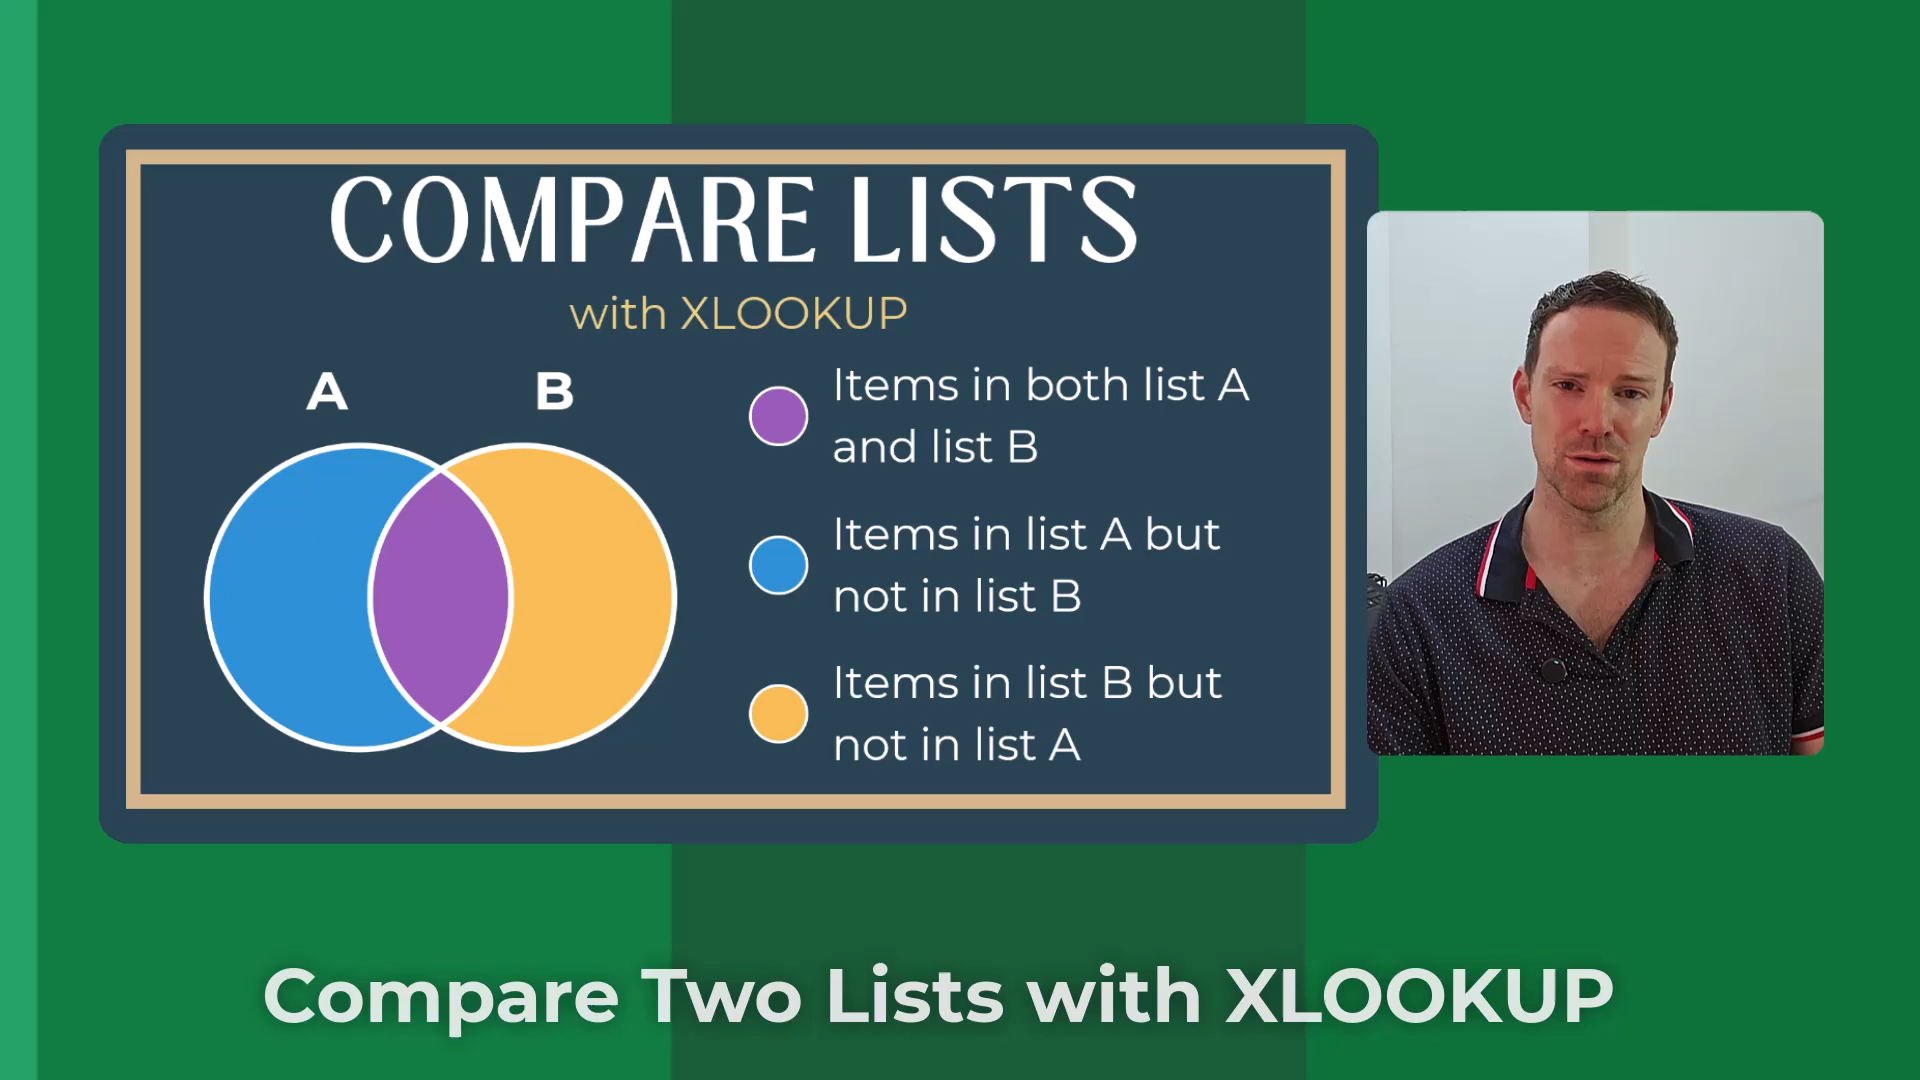 COMPARE LISTS
with XLOOKUP
A B
Items in both list A
and list B
Items in list A but
not in list B
Items in list B but
not in list A
Compare Two Lists with XLOOKUP